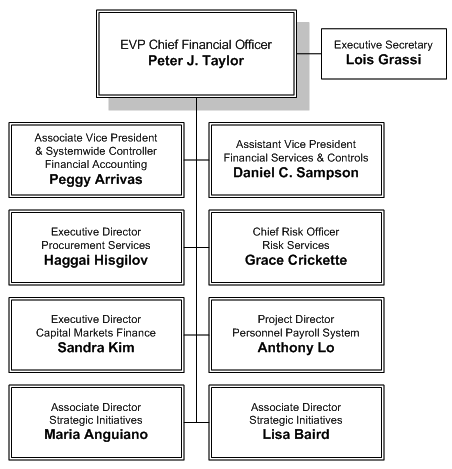 EVP Chief Financial Officer
Peter J. Taylor
Executive Secretary
Lois Grassi
Associate Vice President
& Systemwide Controller
Financial Accounting
Peggy Arrivas
Assistant Vice President
Financial Services & Controls
Daniel C. Sampson
Executive Director
Procurement Services
Haggai Hisgilov
Chief Risk Officer
Risk Services
Grace Crickette
Executive Director
Capital Markets Finance
Sandra Kim
Project Director
Personnel Payroll System
Anthony Lo
Associate Director
Strategic Initiatives
Maria Anguiano
Associate Director
Strategic Initiatives
Lisa Baird